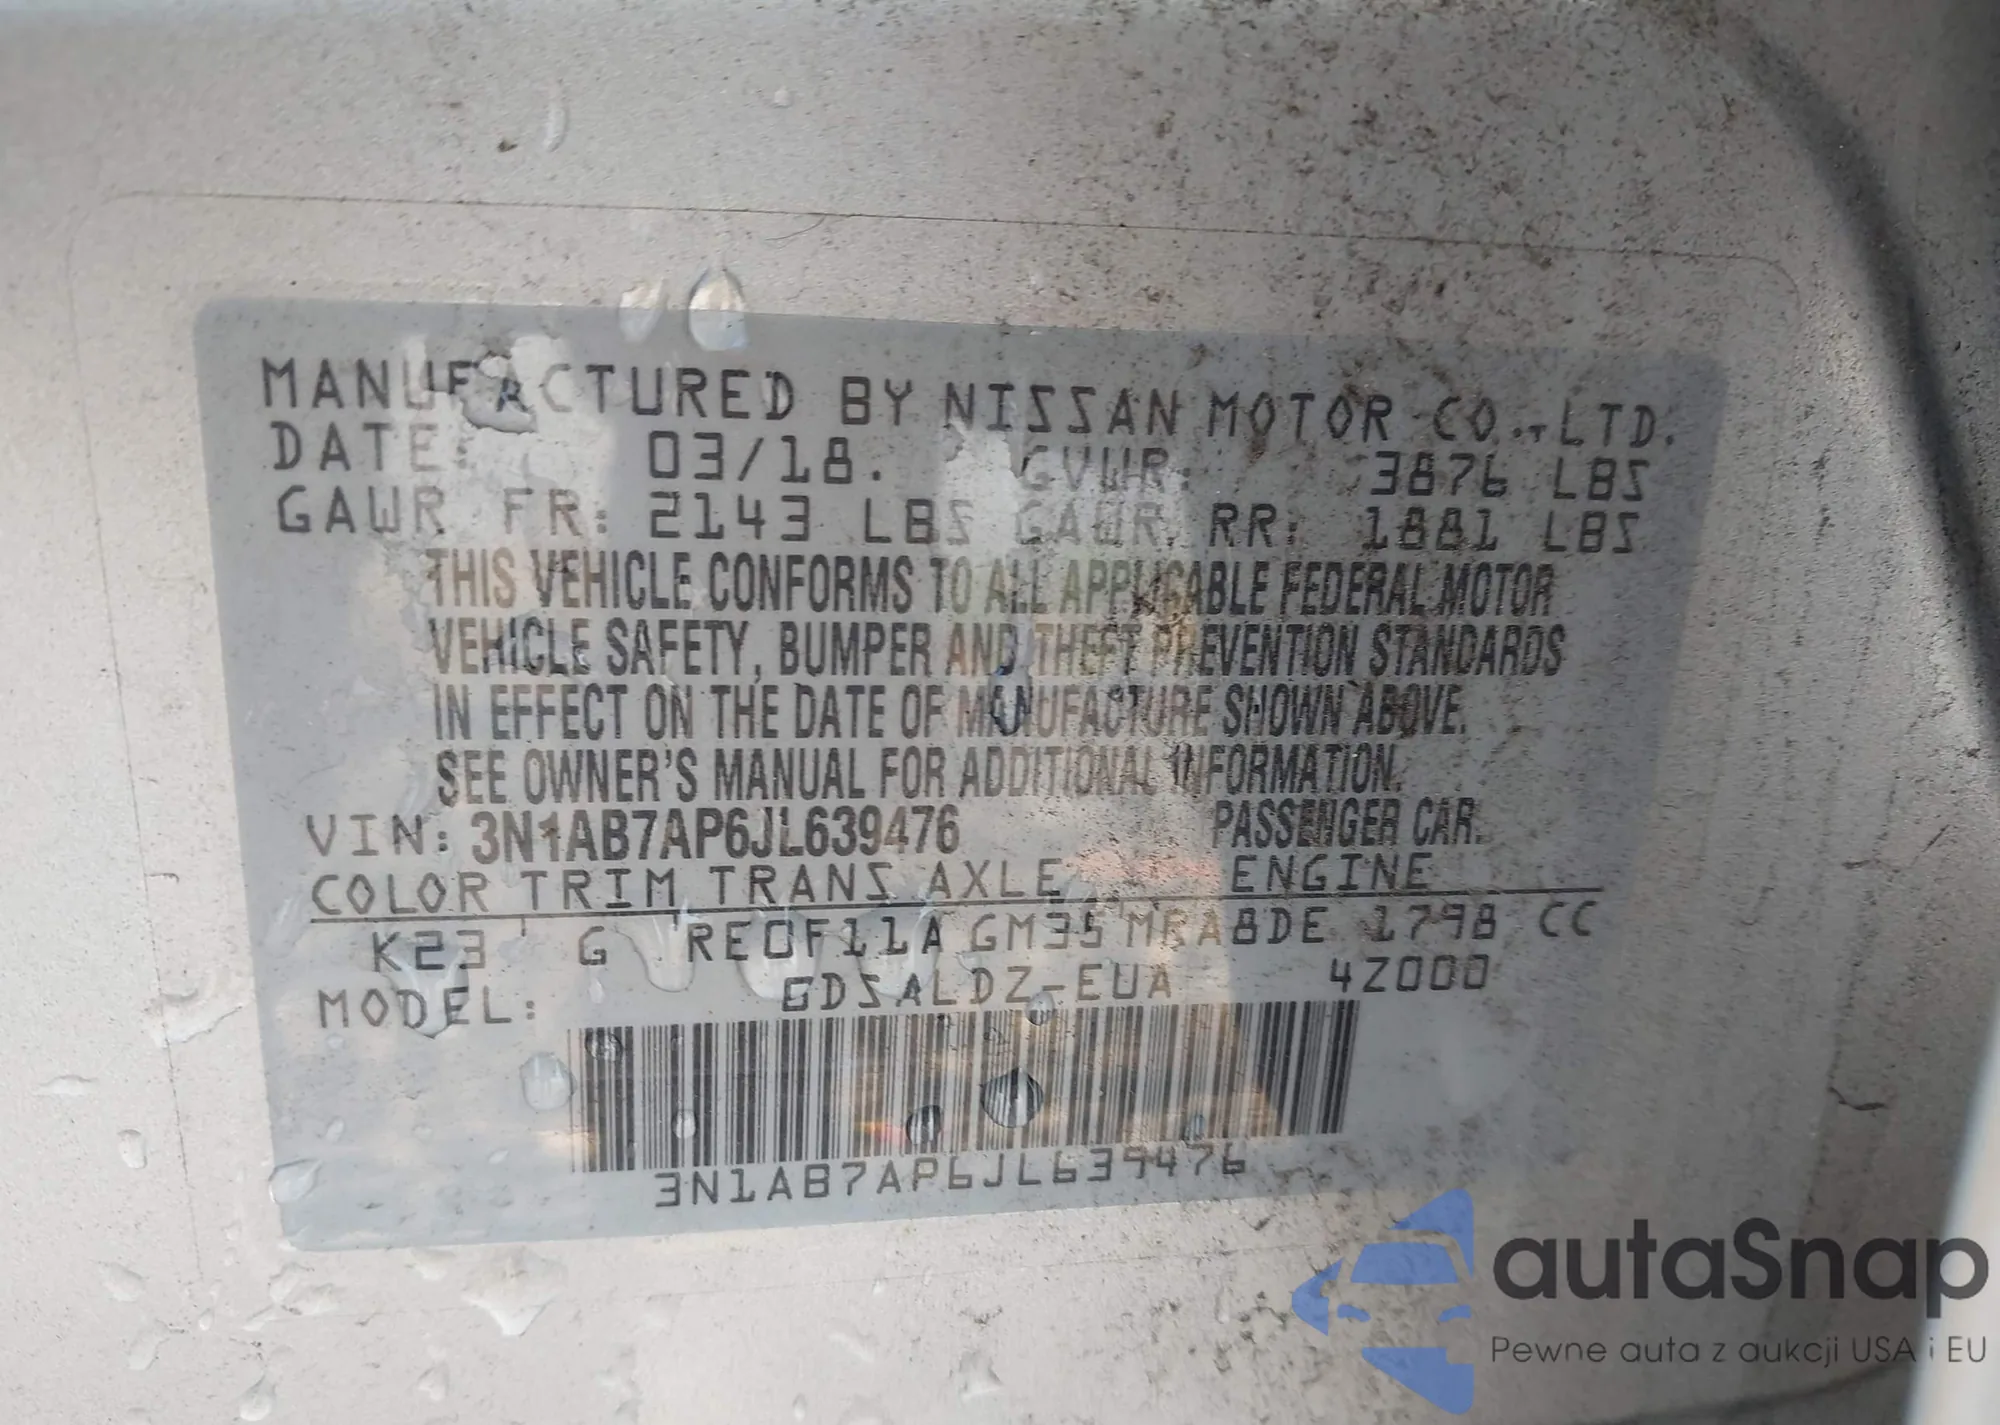 MANUFACTURED BY NISSAN MOTOR CO., LTD.
DATE: 03/18. GVWR: 3876 LBS
GAWR FR: 2143 LBS GAWR RR: 1881 LBS
THIS VEHICLE CONFORMS TO ALL APPLICABLE FEDERAL MOTOR
VEHICLE SAFETY, BUMPER AND THEFT PREVENTION STANDARDS
IN EFFECT ON THE DATE OF MANUFACTURE SHOWN ABOVE.
SEE OWNER'S MANUAL FOR ADDITIONAL INFORMATION.
VIN: 3N1AB7AP6JL639476 PASSENGER CAR.
COLOR TRIM TRANS AXLE ENGINE
K23 G RE0F11A GM35 MRA8DE 1798 CC
MODEL: GDSALDZ-EUA 4Z000
3N1AB7AP6JL639476
autaSnap
Pewne auta z aukcji USA i EU